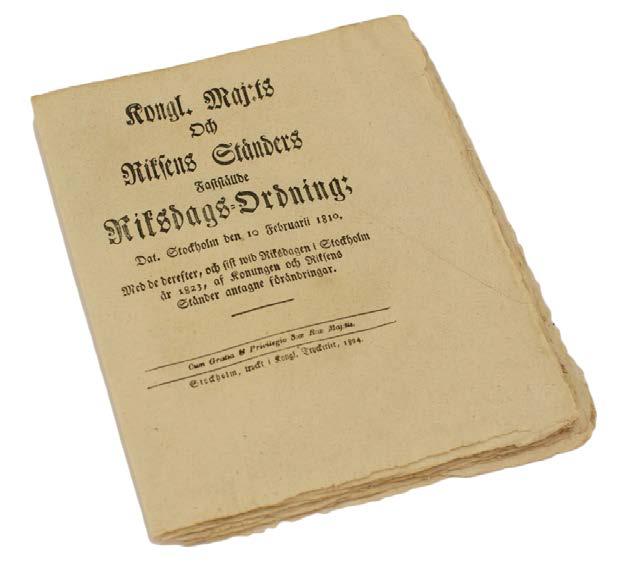 Kongl. Maj:ts
Och
Riksens Ständers
Faststälde
Riksdags-Ordning;
Dat. Stockholm den 10 Februarii 1810.
Med de derefter, och sist wid Riksdagen i Stockholm
år 1823, af Konungen och Riksens
Ständer antagne förändringar.
Cum Gratia & Privilegio S:æ R:æ Maj:tis.
Stockholm, tryckt i Kongl. Tryckeriet, 1824.